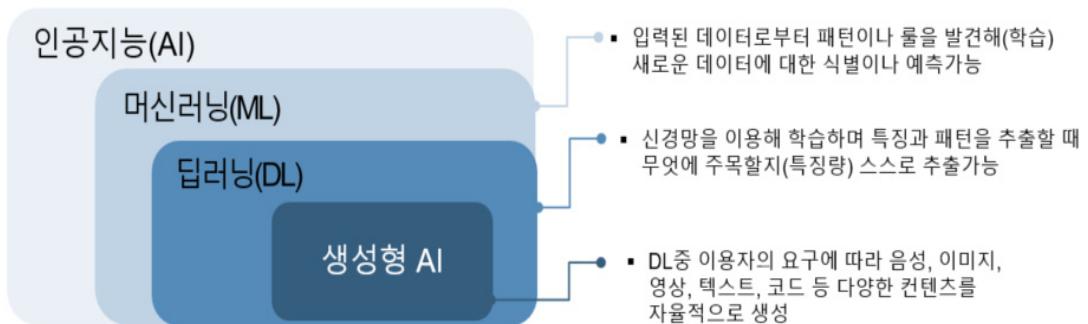 인공지능(AI)
머신러닝(ML)
딥러닝(DL)
생성형 AI
▪ 입력된 데이터로부터 패턴이나 룰을 발견해(학습)
새로운 데이터에 대한 식별이나 예측가능
▪ 신경망을 이용해 학습하며 특징과 패턴을 추출할 때
무엇에 주목할지(특징량) 스스로 추출가능
▪ DL중 이용자의 요구에 따라 음성, 이미지,
영상, 텍스트, 코드 등 다양한 컨텐츠를
자율적으로 생성